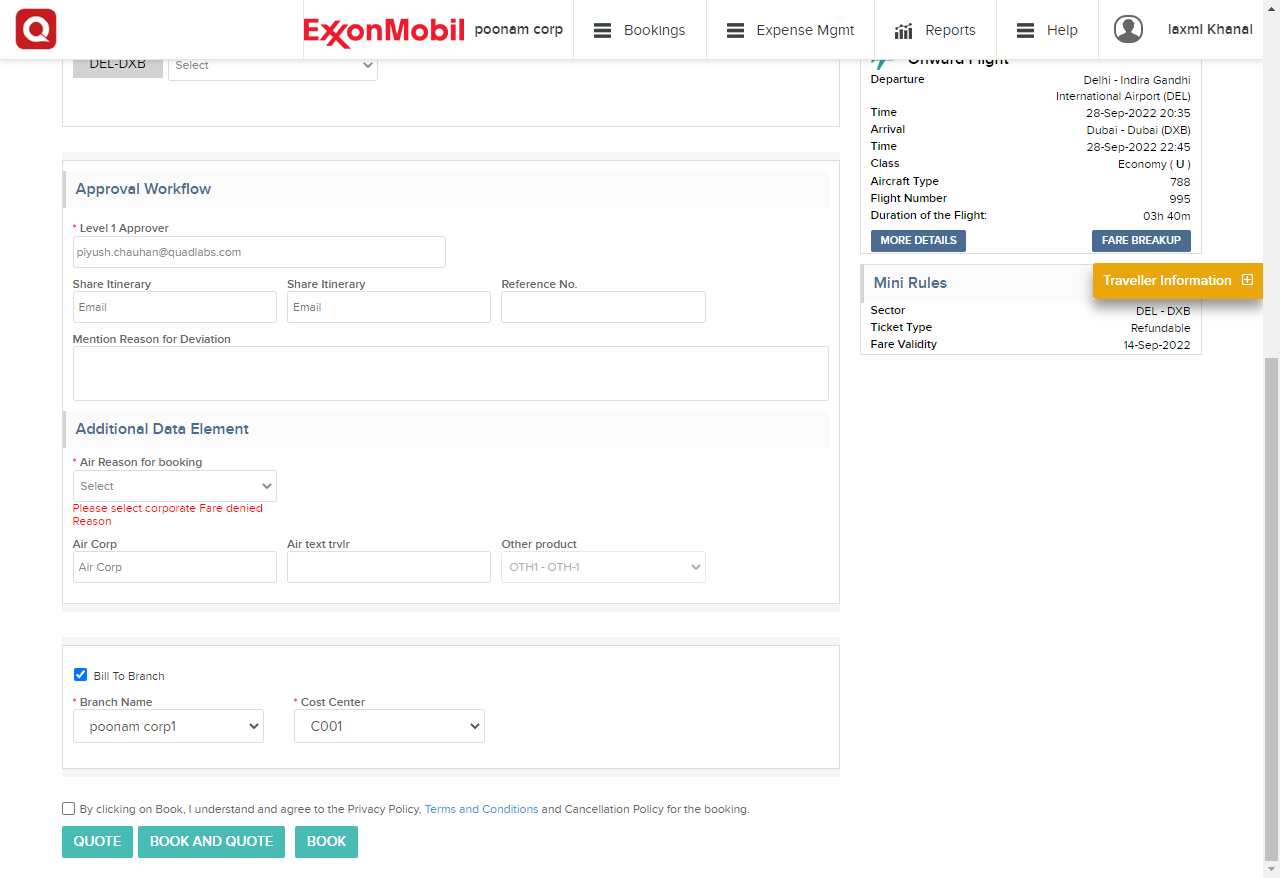 Q
ExxonMobil poonam corp Bookings Expense Mgmt Reports Help laxmi Khanal
DEL-DXB Select
Approval Workflow
* Level 1 Approver
piyush.chauhan@quadlabs.com
Share Itinerary Share Itinerary Reference No.
Email Email
Mention Reason for Deviation
Additional Data Element
* Air Reason for booking
Select
Please select corporate Fare denied
Reason
Air Corp Air text trvlr Other product
Air Corp OTH1 - OTH-1
Bill To Branch
* Branch Name * Cost Center
poonam corp1 C001
By clicking on Book, I understand and agree to the Privacy Policy, Terms and Conditions and Cancellation Policy for the booking.
QUOTE BOOK AND QUOTE BOOK
Onward Flight
Departure Delhi - Indira Gandhi
International Airport (DEL)
Time 28-Sep-2022 20:35
Arrival Dubai - Dubai (DXB)
Time 28-Sep-2022 22:45
Class Economy ( U )
Aircraft Type 788
Flight Number 995
Duration of the Flight: 03h 40m
MORE DETAILS FARE BREAKUP
Mini Rules
Traveller Information
Sector DEL - DXB
Ticket Type Refundable
Fare Validity 14-Sep-2022